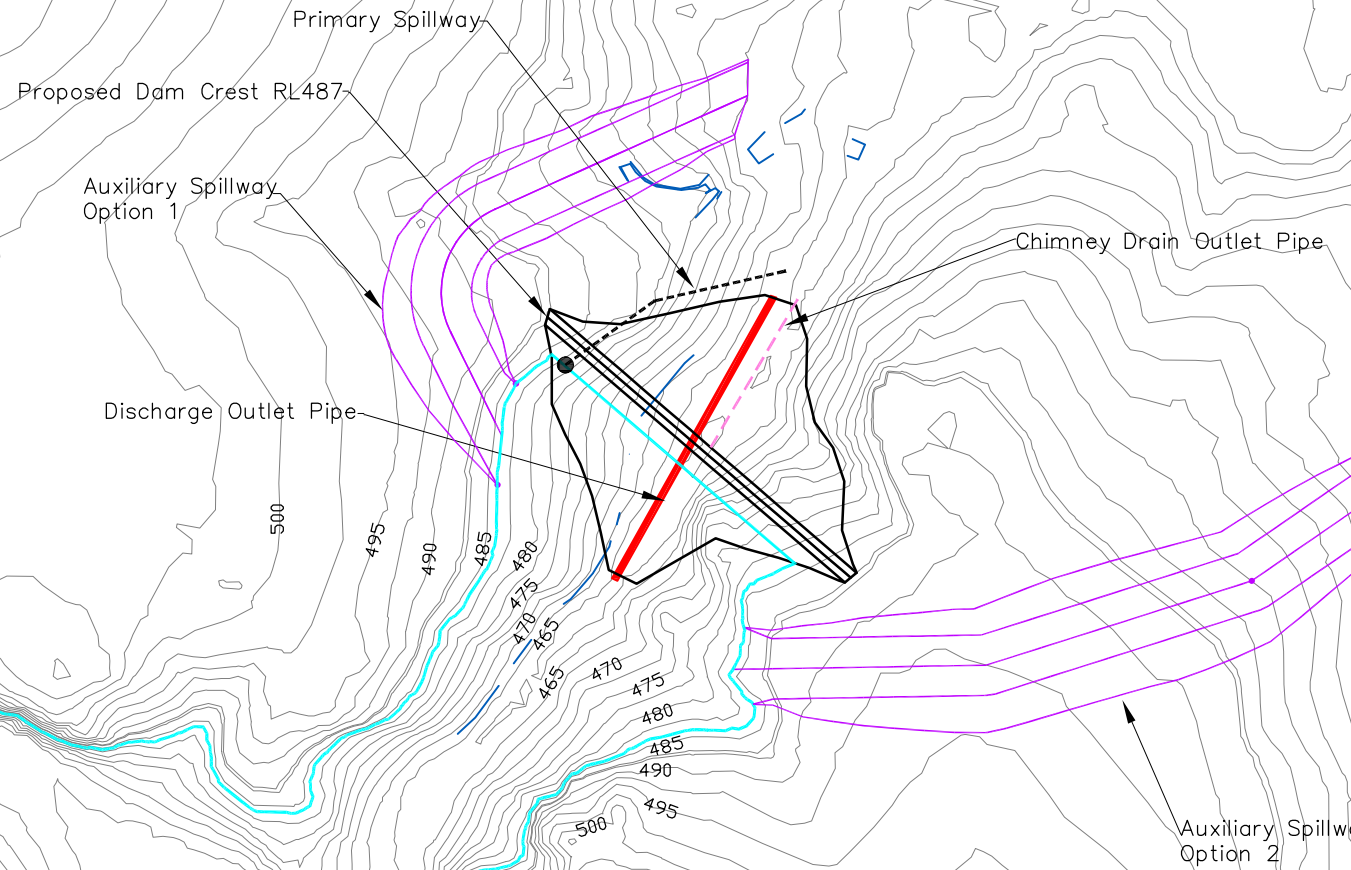 Primary Spillway
Proposed Dam Crest RL487
Auxiliary Spillway
Option 1
Chimney Drain Outlet Pipe
Discharge Outlet Pipe
500
495
490
485
480
475
470
465
465
470
475
480
485
490
495
500
Auxiliary
Option 2